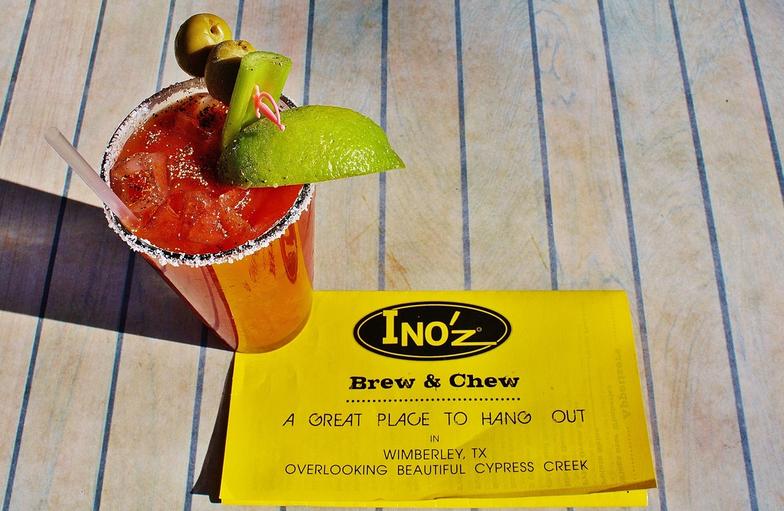 INO'Z
Brew & Chew
A GREAT PLACE TO HANG OUT
IN
WIMBERLEY, TX
OVERLOOKING BEAUTIFUL CYPRESS CREEK